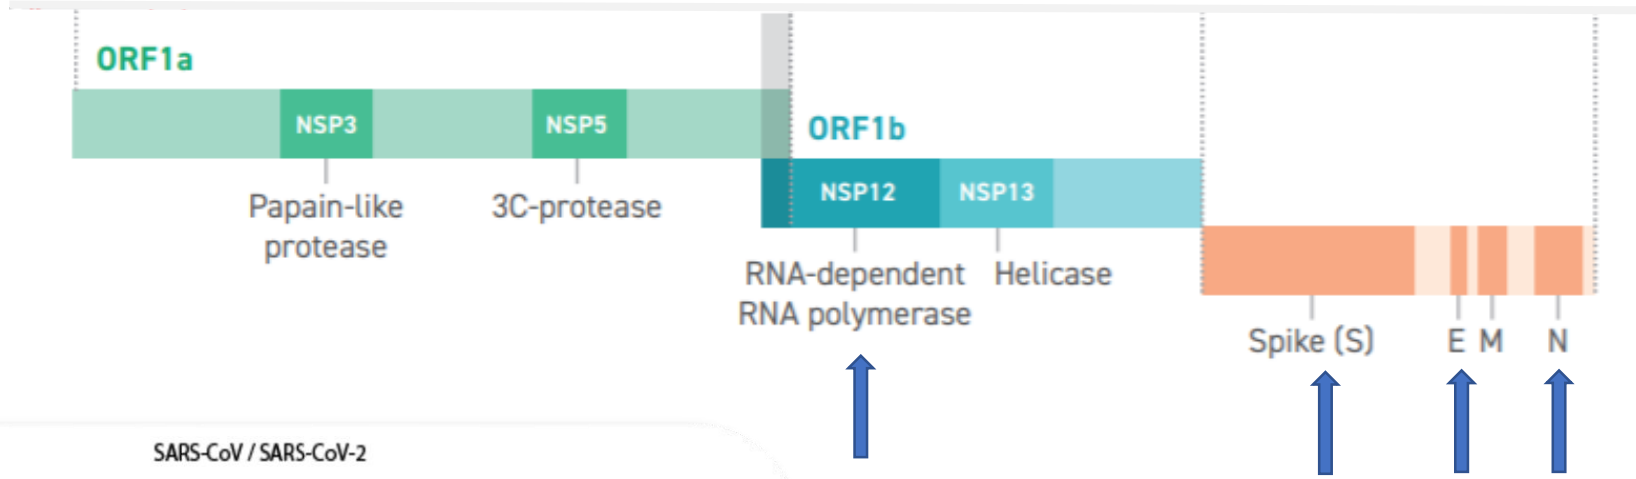 ORF1a
NSP3
NSP5
Papain-like
protease
3C-protease
ORF1b
NSP12
NSP13
RNA-dependent
RNA polymerase
Helicase
Spike (S)
E
M
N
SARS-CoV / SARS-CoV-2